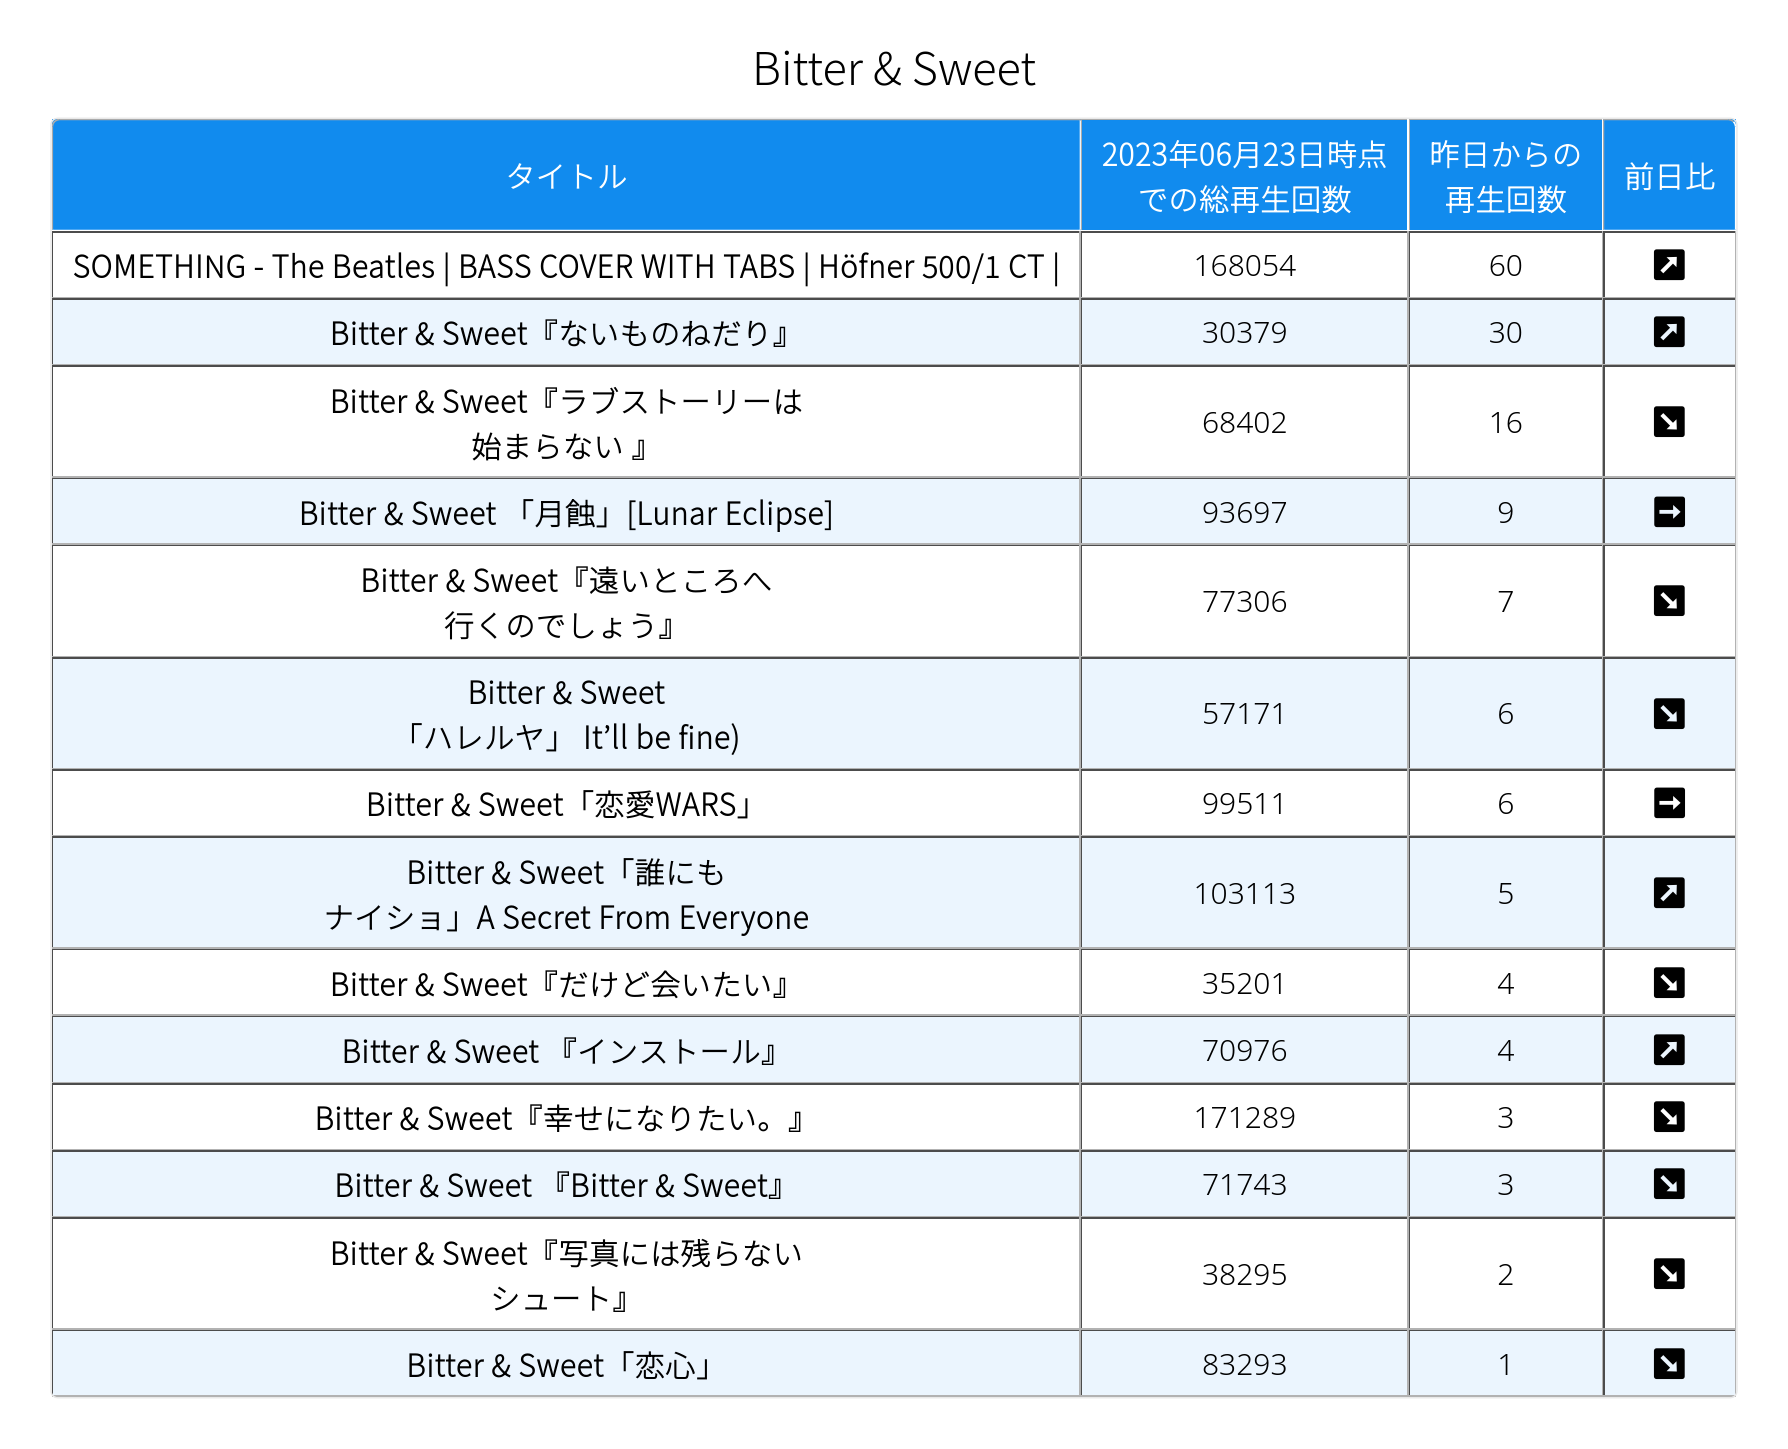 Bitter & Sweet
タイトル
2023年06月23日時点
での総再生回数
昨日からの
再生回数
前日比
SOMETHING - The Beatles | BASS COVER WITH TABS | Höfner 500/1 CT |
168054
60
Bitter & Sweet『ないものねだり』
30379
30
Bitter & Sweet『ラブストーリーは
始まらない 』
68402
16
Bitter & Sweet 「月蝕」[Lunar Eclipse]
93697
9
Bitter & Sweet『遠いところへ
行くのでしょう』
77306
7
Bitter & Sweet
「ハレルヤ」 It’ll be fine)
57171
6
Bitter & Sweet「恋愛WARS」
99511
6
Bitter & Sweet「誰にも
ナイショ」A Secret From Everyone
103113
5
Bitter & Sweet『だけど会いたい』
35201
4
Bitter & Sweet 『インストール』
70976
4
Bitter & Sweet『幸せになりたい。』
171289
3
Bitter & Sweet 『Bitter & Sweet』
71743
3
Bitter & Sweet『写真には残らない
シュート』
38295
2
Bitter & Sweet「恋心」
83293
1